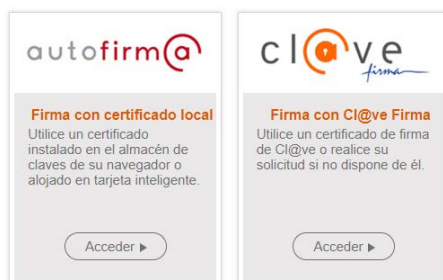 autofirm@
Firma con certificado local
Utilice un certificado
instalado en el almacén de
claves de su navegador o
alojado en tarjeta inteligente.
Acceder
cl@ve
firma
Firma con Cl@ve Firma
Utilice un certificado de firma
de Cl@ve o realice su
solicitud si no dispone de él.
Acceder